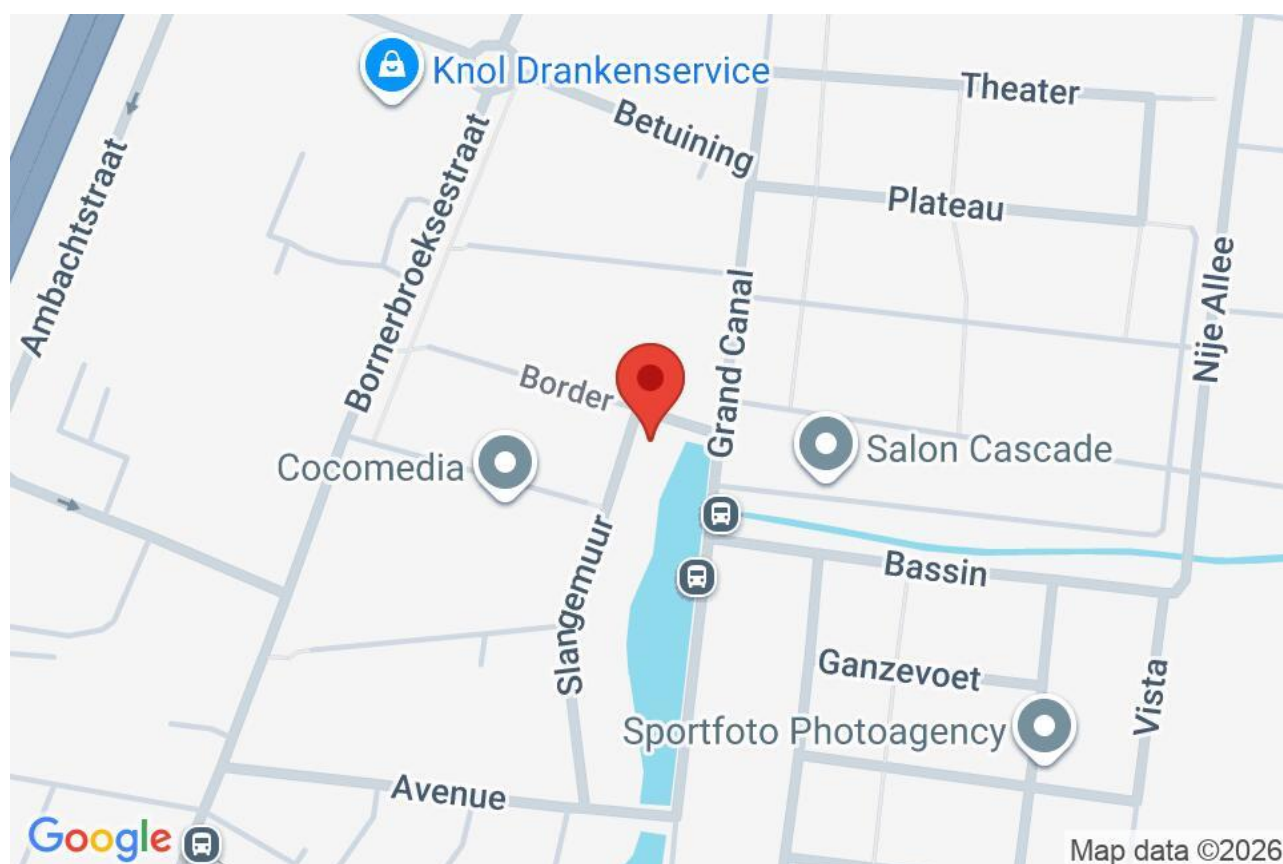 Knol Drankenservice
Theater
Betuining
Plateau
Ambachtstraat
Bornerbroeksestraat
Grand Canal
Nije Allee
Border
Cocomedia
Salon Cascade
Slangemuur
Bassin
Ganzevoet
Vista
Sportfoto Photoagency
Avenue
Google
Map data ©2026